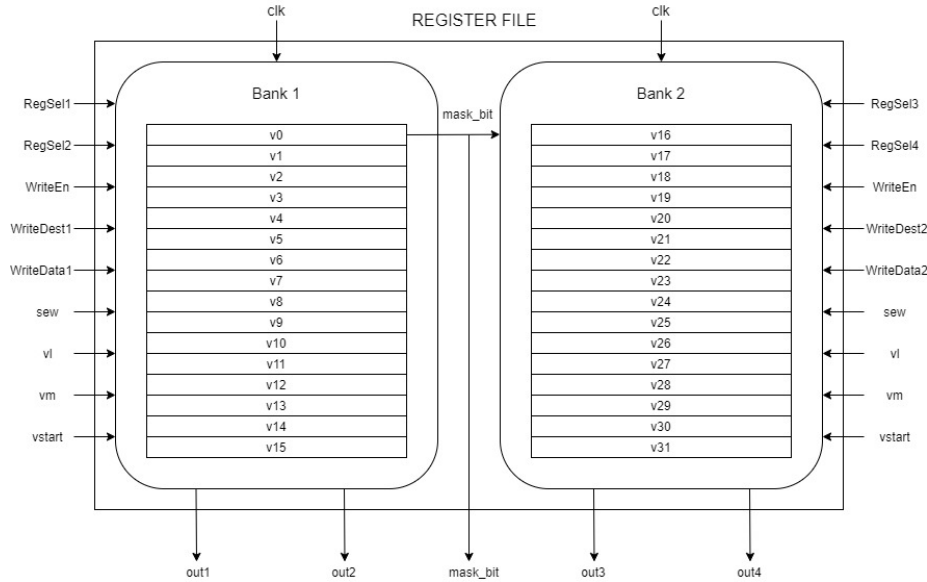 clk
REGISTER FILE
clk
Bank 1
Bank 2
RegSel1
RegSel3
mask_bit
v0
v16
RegSel2
RegSel4
v1
v17
v2
v18
WriteEn
WriteEn
v3
v19
v4
v20
WriteDest1
WriteDest2
v5
v21
v6
v22
WriteData1
WriteData2
v7
v23
v8
v24
sew
sew
v9
v25
v10
v26
vl
vl
v11
v27
v12
v28
vm
vm
v13
v29
v14
v30
vstart
vstart
v15
v31
out1
out2
mask_bit
out3
out4